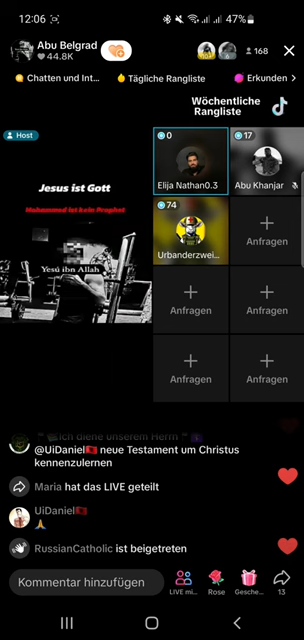 12:06
47%
Abu Belgrad
44.8K
168
Chatten und Int...
Tägliche Rangliste
Erkunden
Wöchentliche
Rangliste
Host
Jesus ist Gott
Muhammad ist kein Prophet
Yesú ibn Allah
0
Elija Nathan0.3
17
Abu Khanjar
74
Urbanderzwei...
Anfragen
Anfragen
Anfragen
Anfragen
Anfragen
Anfragen
Ich diene unserem Herrn
@UiDaniel neue Testament um Christus
kennenzulernen
Maria hat das LIVE geteilt
UiDaniel
RussianCatholic ist beigetreten
Kommentar hinzufügen
LIVE mi...
Rose
Gesche...
13